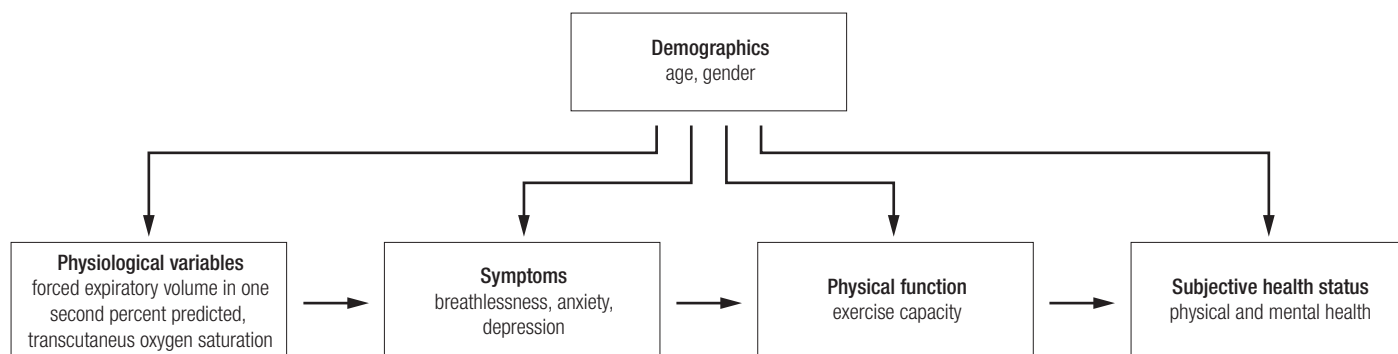 Demographics
age, gender
Physiological variables
forced expiratory volume in one
second percent predicted,
transcutaneus oxygen saturation
Symptoms
breathlessness, anxiety,
depression
Physical function
exercise capacity
Subjective health status
physical and mental health